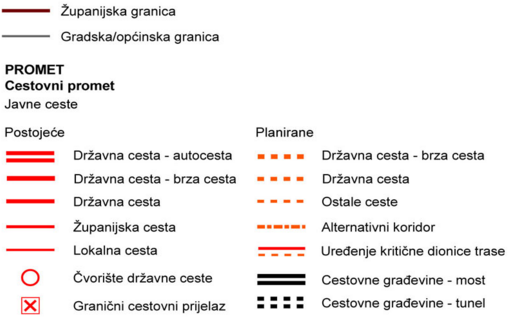 Županijska granica
Gradska/općinska granica
PROMET
Cestovni promet
Javne ceste
Postojeće
Državna cesta - autocesta
Državna cesta - brza cesta
Državna cesta
Županijska cesta
Lokalna cesta
Čvorište državne ceste
Granični cestovni prijelaz
Planirane
Državna cesta - brza cesta
Državna cesta
Ostale ceste
Alternativni koridor
Uređenje kritične dionice trase
Cestovne građevine - most
Cestovne građevine - tunel